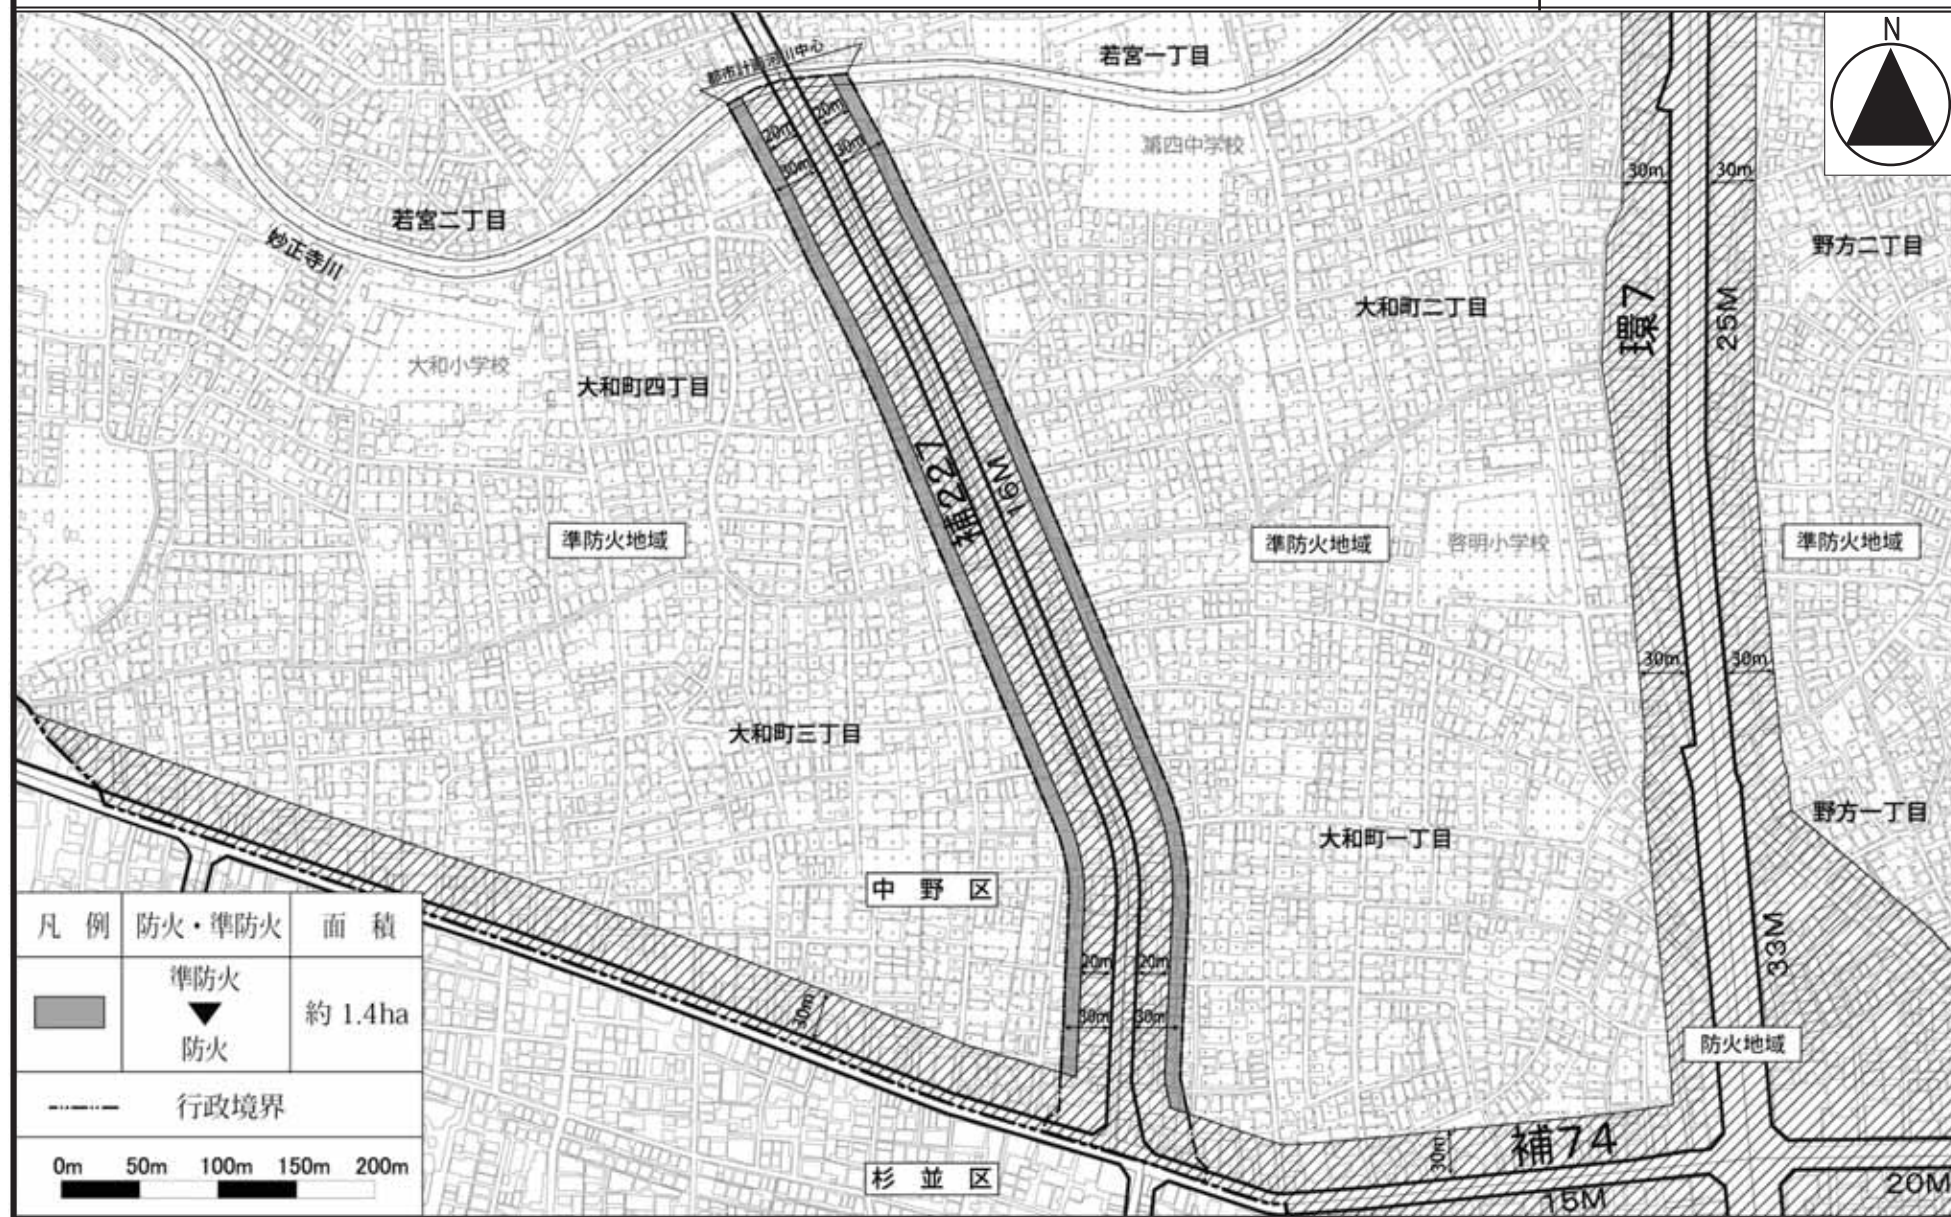 N
都市計画河川中心
若宮一丁目
20m
20m
30m
30m
第四中学校
30m
30m
若宮二丁目
妙正寺川
野方二丁目
大和町二丁目
環7
25M
大和小学校
大和町四丁目
補227
16M
準防火地域
準防火地域
啓明小学校
準防火地域
30m
30m
大和町三丁目
野方一丁目
大和町一丁目
中野区
33M
凡例 防火・準防火 面積
準防火
▼
防火
約 1.4ha
行政境界
0m 50m 100m 150m 200m
20m
20m
30m
30m
30m
防火地域
補74
30m
杉並区
15M
20M